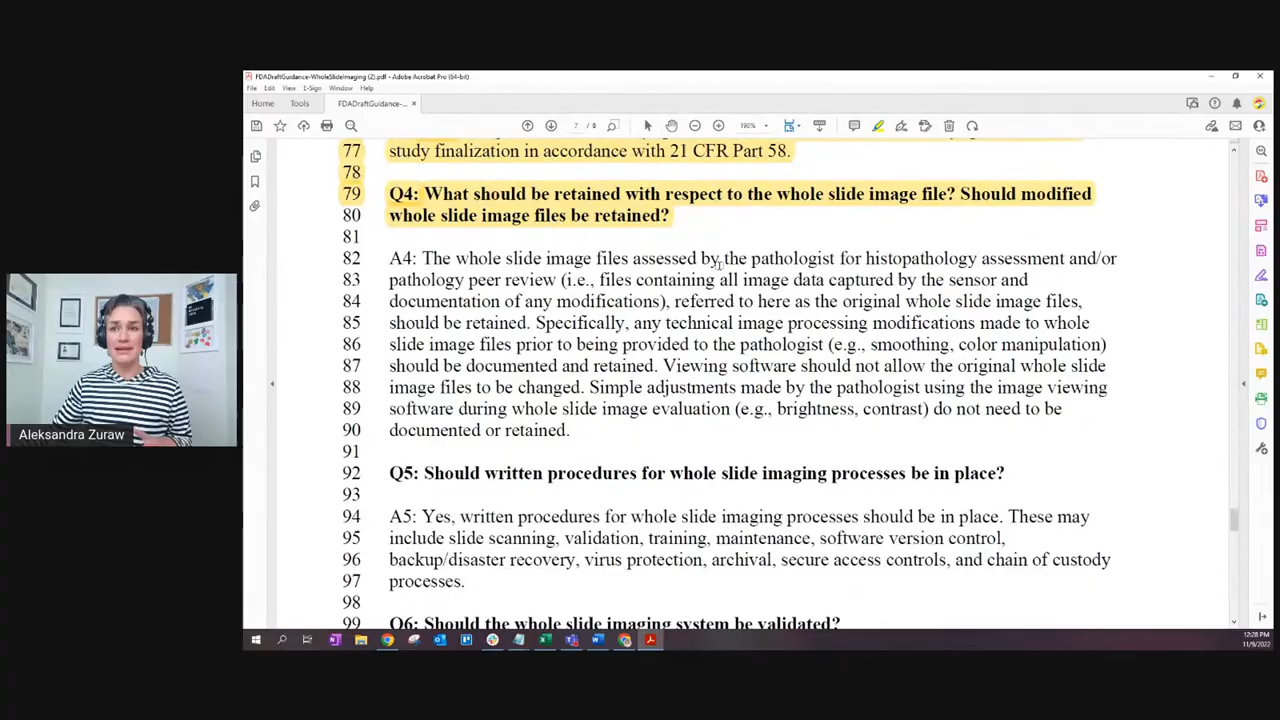 FDADraftGuidance-WholeSlideImaging (2).pdf - Adobe Acrobat Pro (64-bit)
File Edit View E-Sign Window Help
Home Tools FDADraftGuidance-... ×
7 / 8 190%
77 study finalization in accordance with 21 CFR Part 58.
78
79 Q4: What should be retained with respect to the whole slide image file? Should modified
80 whole slide image files be retained?
81
82 A4: The whole slide image files assessed by the pathologist for histopathology assessment and/or
83 pathology peer review (i.e., files containing all image data captured by the sensor and
84 documentation of any modifications), referred to here as the original whole slide image files,
85 should be retained. Specifically, any technical image processing modifications made to whole
86 slide image files prior to being provided to the pathologist (e.g., smoothing, color manipulation)
87 should be documented and retained. Viewing software should not allow the original whole slide
88 image files to be changed. Simple adjustments made by the pathologist using the image viewing
89 software during whole slide image evaluation (e.g., brightness, contrast) do not need to be
90 documented or retained.
91
92 Q5: Should written procedures for whole slide imaging processes be in place?
93
94 A5: Yes, written procedures for whole slide imaging processes should be in place. These may
95 include slide scanning, validation, training, maintenance, software version control,
96 backup/disaster recovery, virus protection, archival, secure access controls, and chain of custody
97 processes.
98
99 Q6: Should the whole slide imaging system be validated?
Aleksandra Zuraw
12:28 PM
11/9/2022